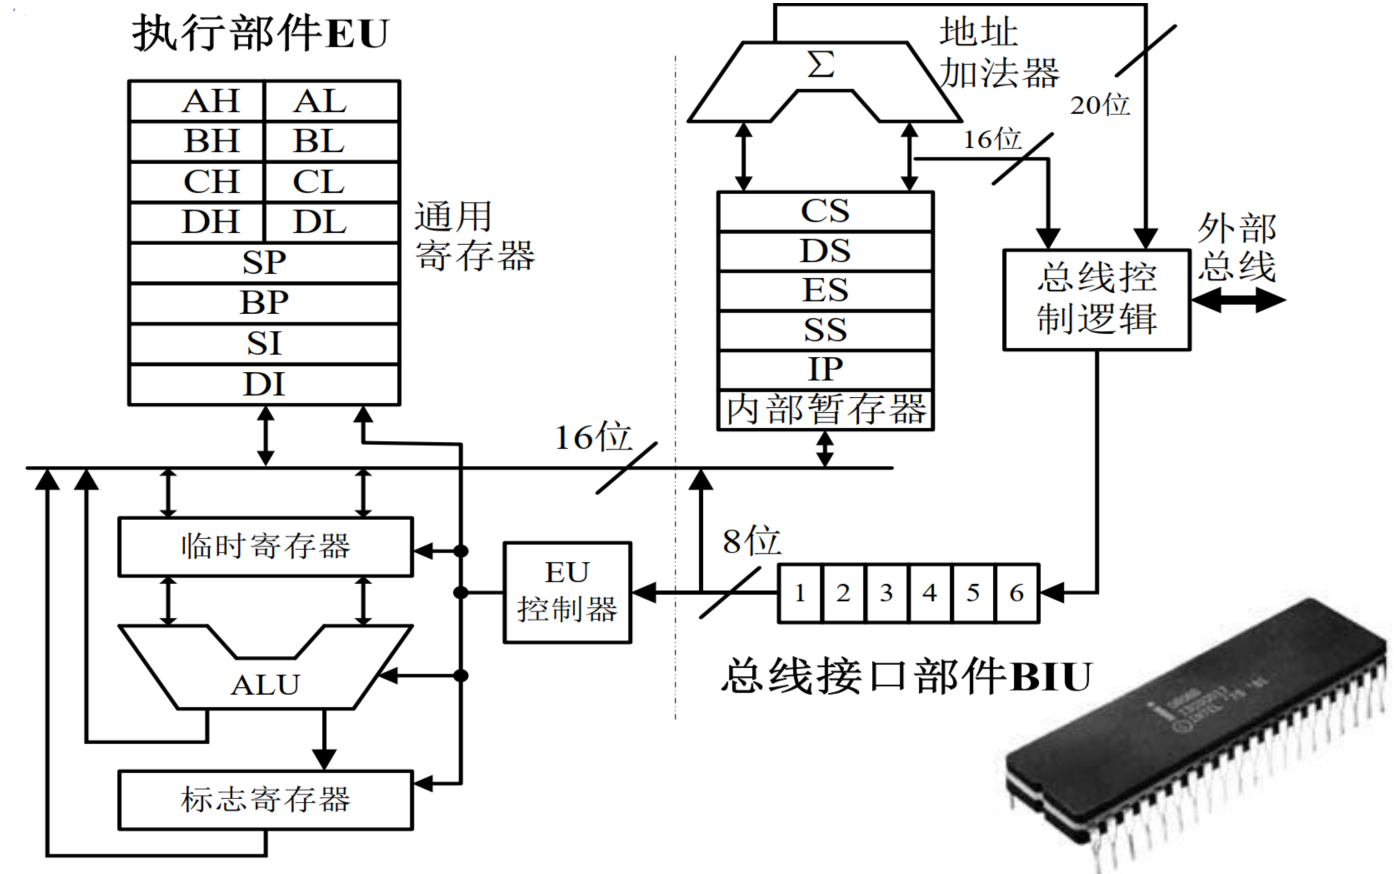 执行部件EU
AH AL
BH BL
CH CL
DH DL
SP
BP
SI
DI
通用
寄存器
16位
临时寄存器
ALU
标志寄存器
EU
控制器
Σ
地址
加法器
20位
16位
CS
DS
ES
SS
IP
内部暂存器
总线控
制逻辑
外部
总线
8位
1 2 3 4 5 6
总线接口部件BIU